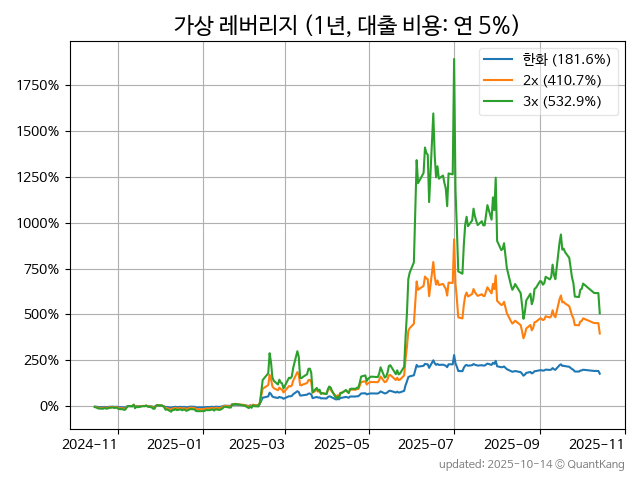 가상 레버리지 (1년, 대출 비용: 연 5%)
한화 (181.6%)
2x (410.7%)
3x (532.9%)
1750%
1500%
1250%
1000%
750%
500%
250%
0%
2024-11 2025-01 2025-03 2025-05 2025-07 2025-09 2025-11
updated: 2025-10-14 © QuantKang